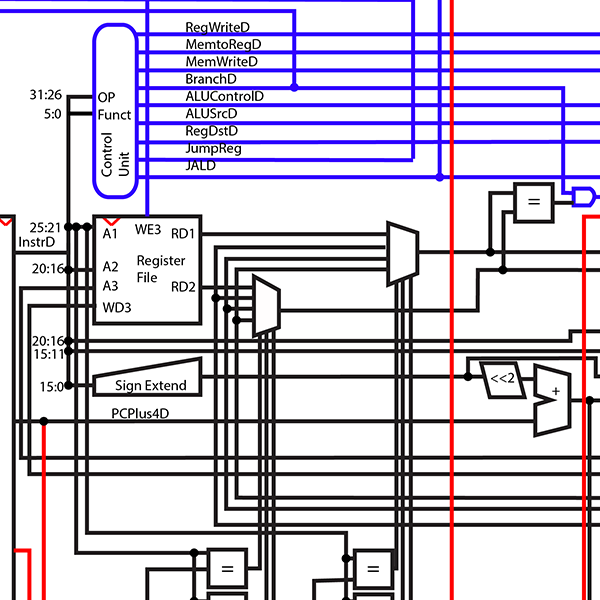 RegWriteD
MemtoRegD
MemWriteD
BranchD
ALUControlD
ALUSrcD
RegDstD
JumpReg
JALD
31:26
OP
5:0
Funct
Control
Unit
=
25:21
InstrD
A1
WE3
RD1
20:16
A2
Register
File
A3
RD2
WD3
20:16
15:11
15:0
Sign Extend
<<2
+
PCPlus4D
=
=